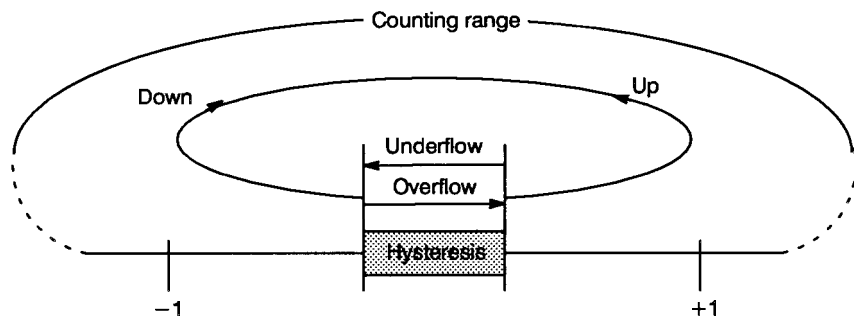 Counting range
Down
Up
Underflow
Overflow
Hysteresis
−1
+1